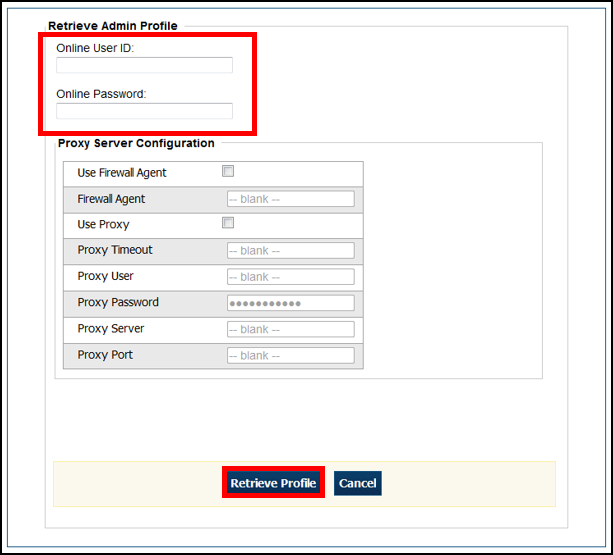 Retrieve Admin Profile
Online User ID:
Online Password:
Proxy Server Configuration
Use Firewall Agent
Firewall Agent -- blank --
Use Proxy
Proxy Timeout -- blank --
Proxy User -- blank --
Proxy Password ●●●●●●●●●●●
Proxy Server -- blank --
Proxy Port -- blank --
Retrieve Profile Cancel